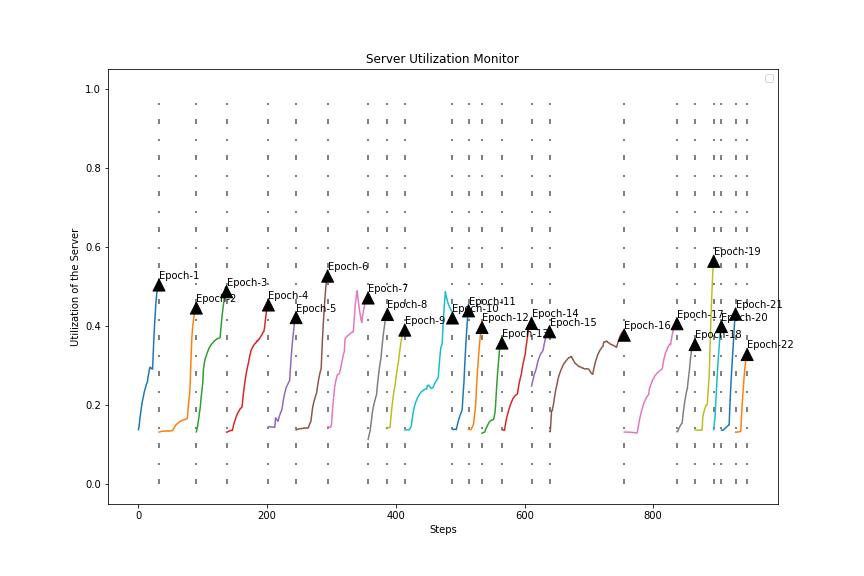 Server Utilization Monitor
1.0
0.8
0.6
0.4
0.2
0.0
Utilization of the Server
Epoch-1
Epoch-2
Epoch-3
Epoch-4
Epoch-5
Epoch-6
Epoch-7
Epoch-8
Epoch-9
Epoch-10
Epoch-11
Epoch-12
Epoch-13
Epoch-14
Epoch-15
Epoch-16
Epoch-17
Epoch-18
Epoch-19
Epoch-20
Epoch-21
Epoch-22
0 200 400 600 800
Steps